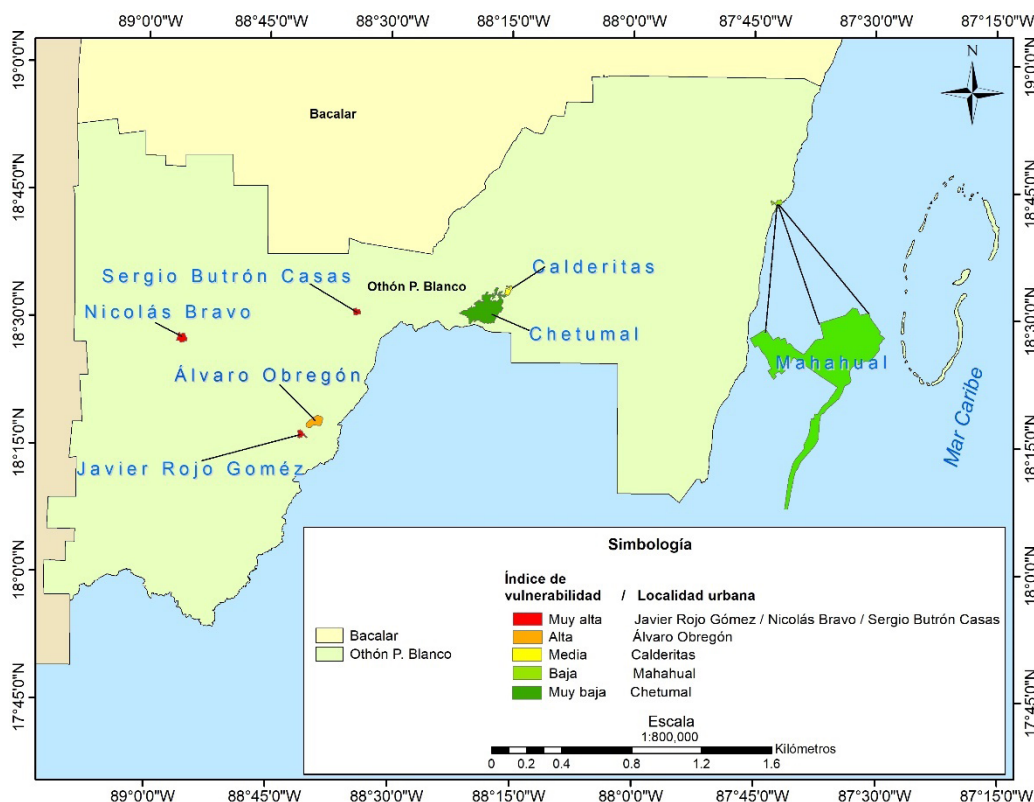 89°0'0"W 88°45'0"W 88°30'0"W 88°15'0"W 87°45'0"W 87°30'0"W 87°15'0"W
19°0'0"N
19°0'0"N
N
Bacalar
18°45'0"N
18°45'0"N
Sergio Butrón Casas
Othón P. Blanco
Calderitas
Nicolás Bravo
18°30'0"N
18°30'0"N
Chetumal
Álvaro Obregón
Mahahual
Mar Caribe
18°15'0"N
18°15'0"N
Javier Rojo Goméz
Simbología
18°0'0"N
18°0'0"N
Índice de
vulnerabilidad / Localidad urbana
Muy alta Javier Rojo Gómez / Nicolás Bravo / Sergio Butrón Casas
Alta Álvaro Obregón
Bacalar
Media Calderitas
Othón P. Blanco
Baja Mahahual
Muy baja Chetumal
17°45'0"N
17°45'0"N
Escala
1:800,000
Kilómetros
0 0.2 0.4 0.8 1.2 1.6
89°0'0"W 88°45'0"W 88°30'0"W 88°15'0"W 88°0'0"W 87°45'0"W 87°30'0"W 87°15'0"W